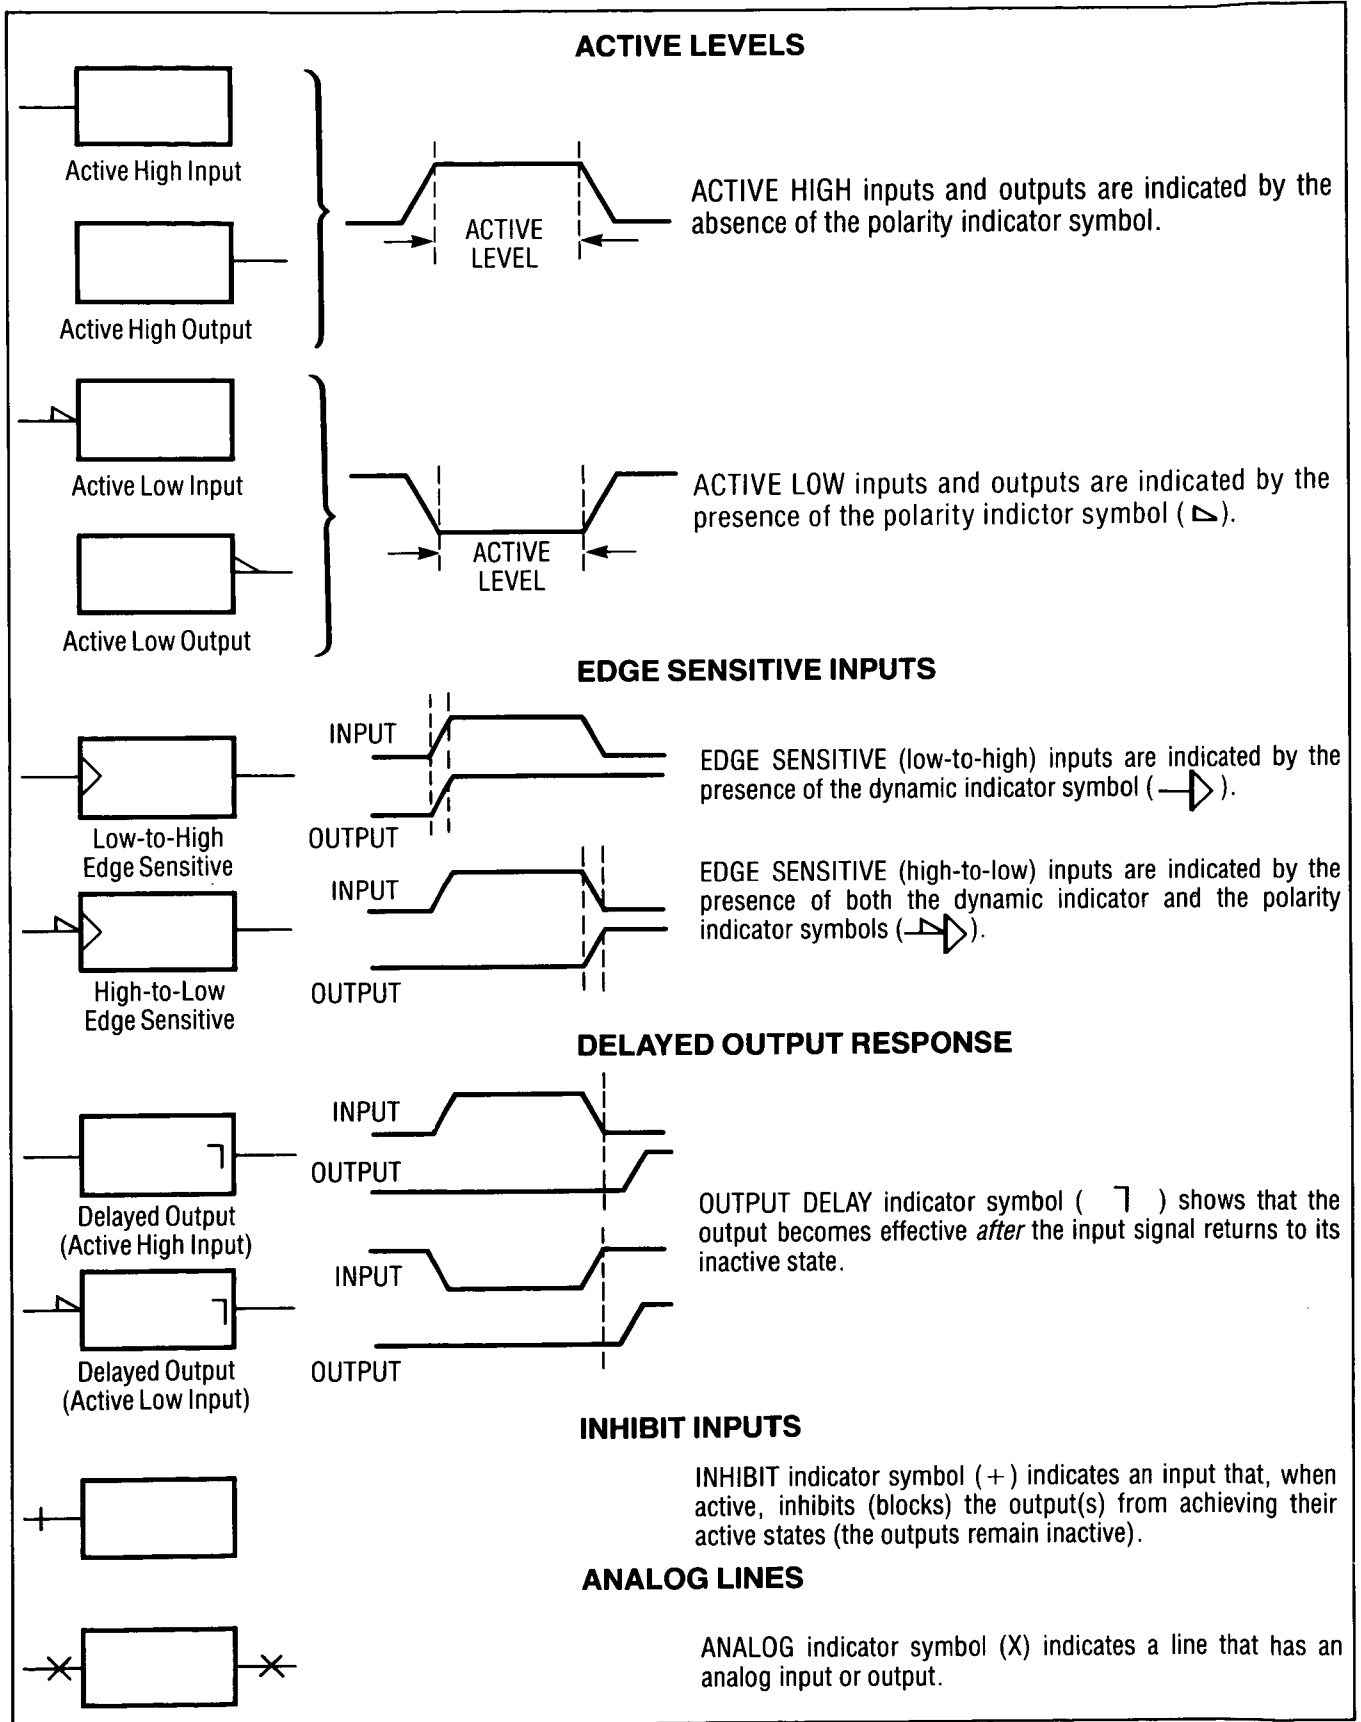 ACTIVE LEVELS
Active High Input
ACTIVE
LEVEL
ACTIVE HIGH inputs and outputs are indicated by the
absence of the polarity indicator symbol.
Active High Output
Active Low Input
ACTIVE
LEVEL
ACTIVE LOW inputs and outputs are indicated by the
presence of the polarity indictor symbol ( ).
Active Low Output
EDGE SENSITIVE INPUTS
INPUT
OUTPUT
Low-to-High
Edge Sensitive
EDGE SENSITIVE (low-to-high) inputs are indicated by the
presence of the dynamic indicator symbol ( ).
INPUT
OUTPUT
High-to-Low
Edge Sensitive
EDGE SENSITIVE (high-to-low) inputs are indicated by the
presence of both the dynamic indicator and the polarity
indicator symbols ( ).
DELAYED OUTPUT RESPONSE
INPUT
OUTPUT
Delayed Output
(Active High Input)
OUTPUT DELAY indicator symbol ( ㄱ ) shows that the
output becomes effective after the input signal returns to its
inactive state.
INPUT
OUTPUT
Delayed Output
(Active Low Input)
INHIBIT INPUTS
INHIBIT indicator symbol (+) indicates an input that, when
active, inhibits (blocks) the output(s) from achieving their
active states (the outputs remain inactive).
ANALOG LINES
ANALOG indicator symbol (X) indicates a line that has an
analog input or output.